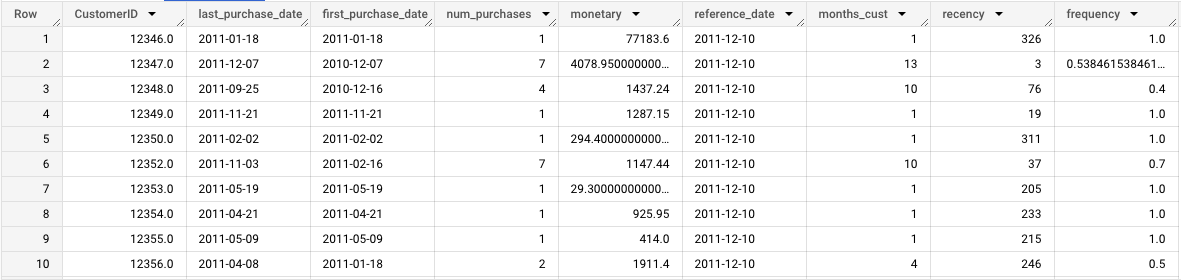 Row CustomerID last_purchase_date first_purchase_date num_purchases monetary reference_date months_cust recency frequency
1 12346.0 2011-01-18 2011-01-18 1 77183.6 2011-12-10 1 326 1.0
2 12347.0 2011-12-07 2010-12-07 7 4078.950000000... 2011-12-10 13 3 0.538461538461...
3 12348.0 2011-09-25 2010-12-16 4 1437.24 2011-12-10 10 76 0.4
4 12349.0 2011-11-21 2011-11-21 1 1287.15 2011-12-10 1 19 1.0
5 12350.0 2011-02-02 2011-02-02 1 294.4000000000... 2011-12-10 1 311 1.0
6 12352.0 2011-11-03 2011-02-16 7 1147.44 2011-12-10 10 37 0.7
7 12353.0 2011-05-19 2011-05-19 1 29.30000000000... 2011-12-10 1 205 1.0
8 12354.0 2011-04-21 2011-04-21 1 925.95 2011-12-10 1 233 1.0
9 12355.0 2011-05-09 2011-05-09 1 414.0 2011-12-10 1 215 1.0
10 12356.0 2011-04-08 2011-01-18 2 1911.4 2011-12-10 4 246 0.5